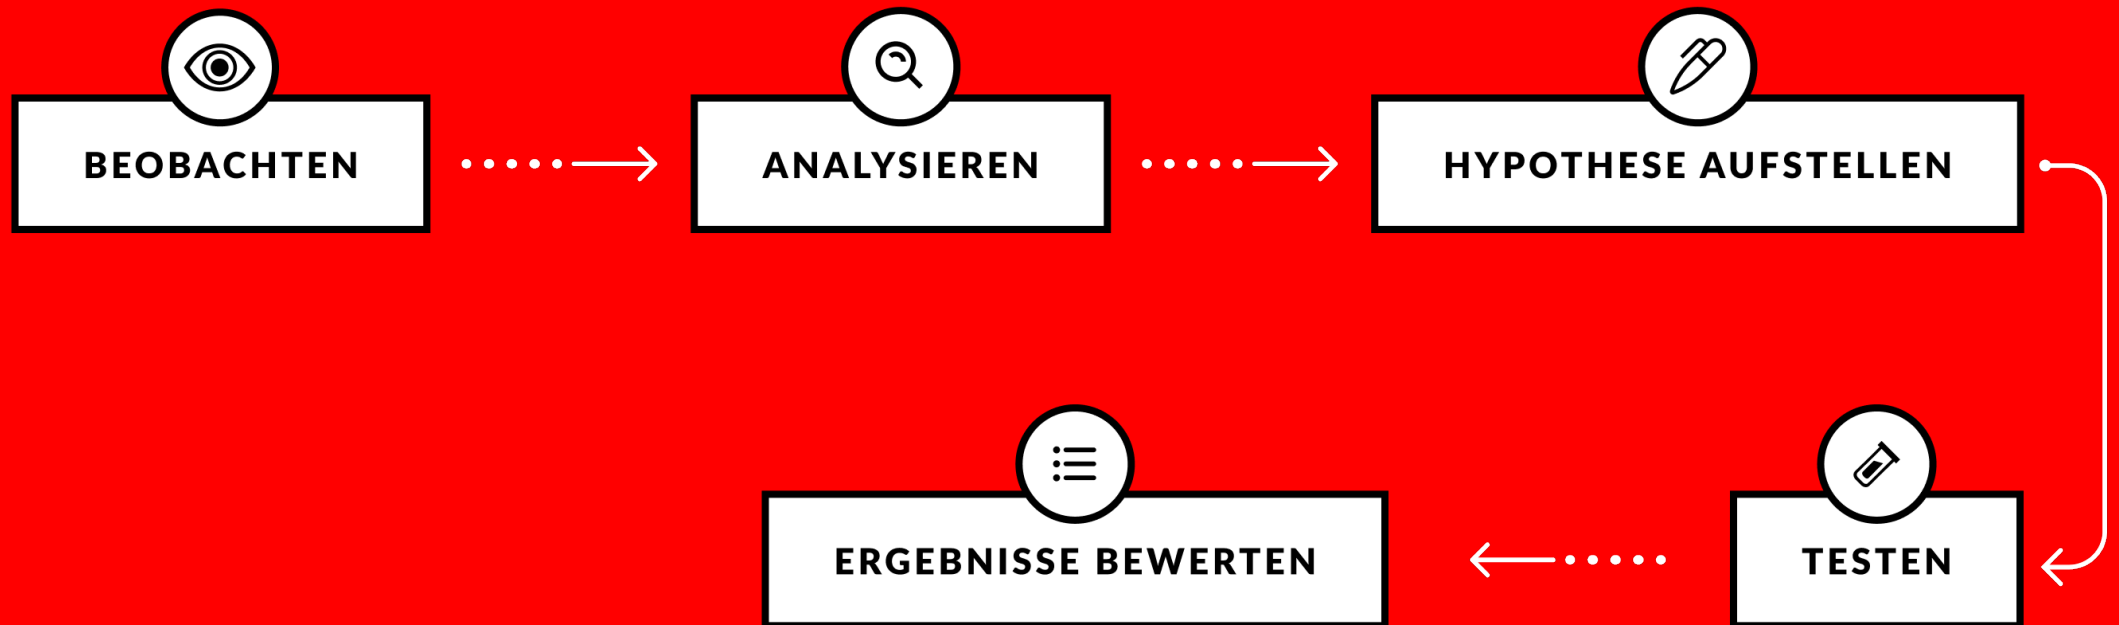 BEOBACHTEN
ANALYSIEREN
HYPOTHESE AUFSTELLEN
TESTEN
ERGEBNISSE BEWERTEN